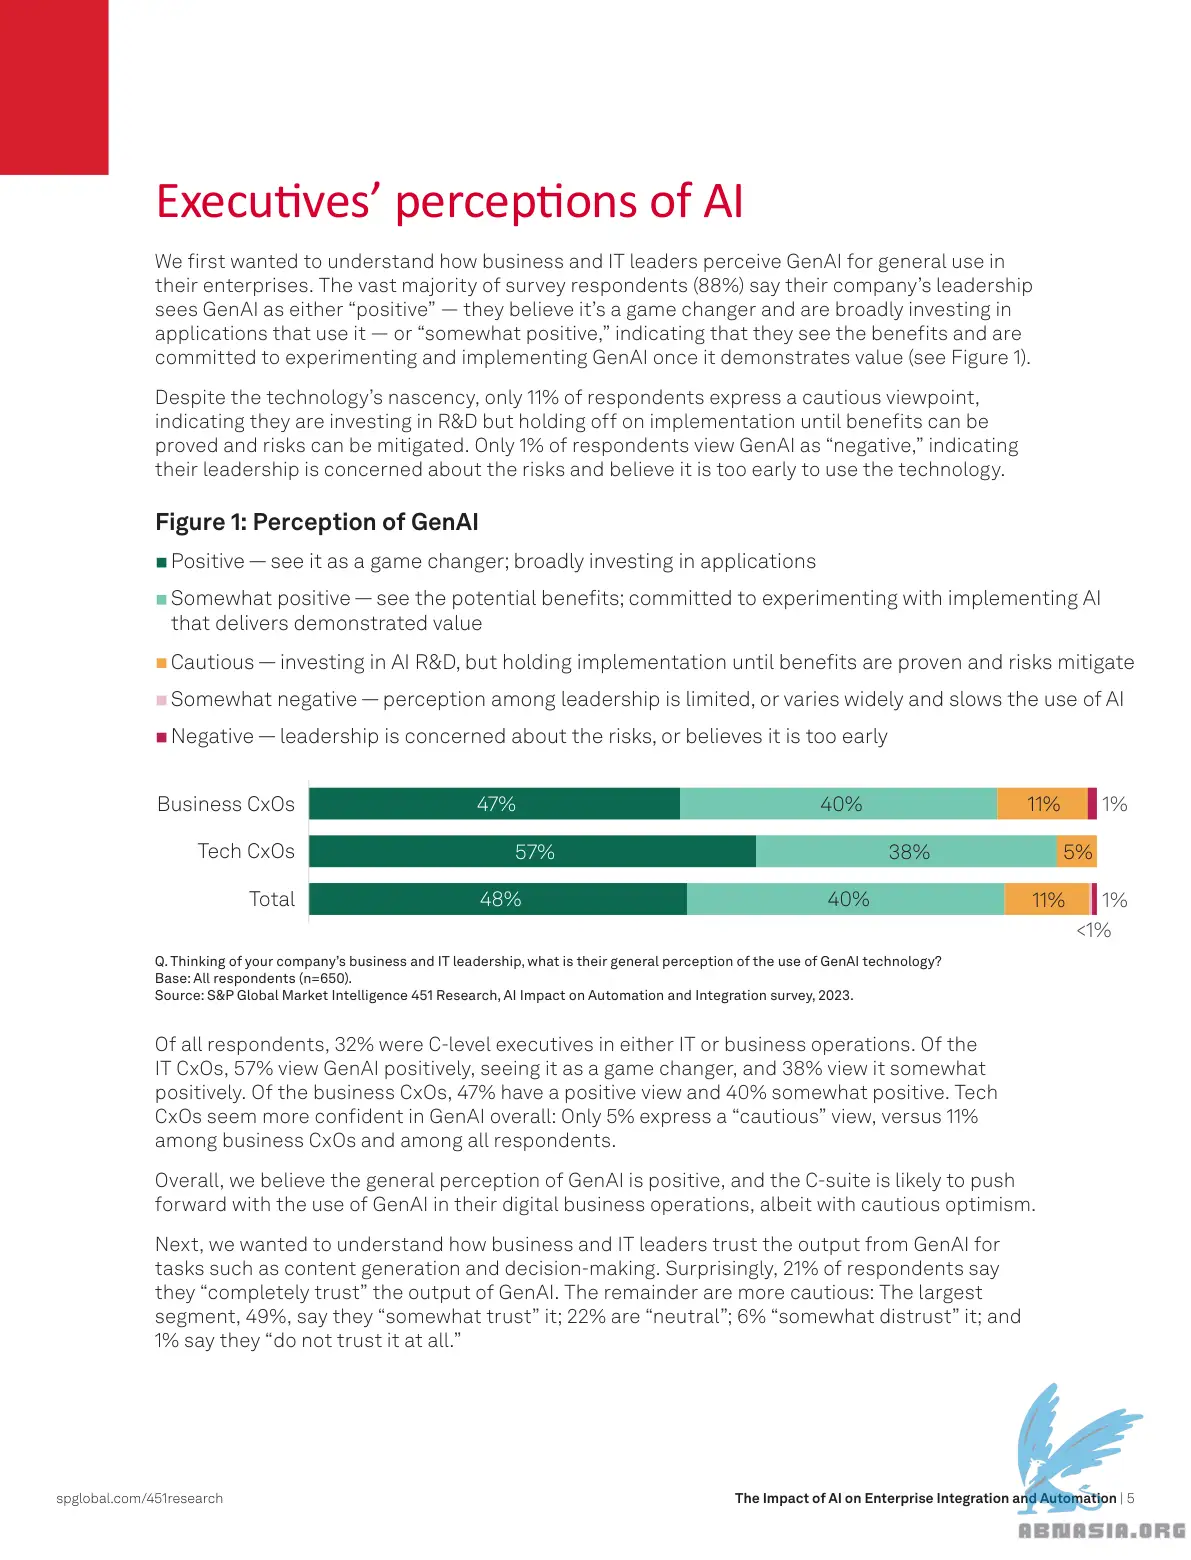 Executives’ perceptions of AI
We first wanted to understand how business and IT leaders perceive GenAI for general use in
their enterprises. The vast majority of survey respondents (88%) say their company’s leadership
sees GenAI as either “positive” — they believe it’s a game changer and are broadly investing in
applications that use it — or “somewhat positive,” indicating that they see the benefits and are
committed to experimenting and implementing GenAI once it demonstrates value (see Figure 1).
Despite the technology’s nascency, only 11% of respondents express a cautious viewpoint,
indicating they are investing in R&D but holding off on implementation until benefits can be
proved and risks can be mitigated. Only 1% of respondents view GenAI as “negative,” indicating
their leadership is concerned about the risks and believe it is too early to use the technology.
Figure 1: Perception of GenAI
Positive — see it as a game changer; broadly investing in applications
Somewhat positive — see the potential benefits; committed to experimenting with implementing AI
that delivers demonstrated value
Cautious — investing in AI R&D, but holding implementation until benefits are proven and risks mitigate
Somewhat negative — perception among leadership is limited, or varies widely and slows the use of AI
Negative — leadership is concerned about the risks, or believes it is too early
Business CxOs 47% 40% 11% 1%
Tech CxOs 57% 38% 5%
Total 48% 40% 11% 1%
<1%
Q. Thinking of your company’s business and IT leadership, what is their general perception of the use of GenAI technology?
Base: All respondents (n=650).
Source: S&P Global Market Intelligence 451 Research, AI Impact on Automation and Integration survey, 2023.
Of all respondents, 32% were C-level executives in either IT or business operations. Of the
IT CxOs, 57% view GenAI positively, seeing it as a game changer, and 38% view it somewhat
positively. Of the business CxOs, 47% have a positive view and 40% somewhat positive. Tech
CxOs seem more confident in GenAI overall: Only 5% express a “cautious” view, versus 11%
among business CxOs and among all respondents.
Overall, we believe the general perception of GenAI is positive, and the C-suite is likely to push
forward with the use of GenAI in their digital business operations, albeit with cautious optimism.
Next, we wanted to understand how business and IT leaders trust the output from GenAI for
tasks such as content generation and decision-making. Surprisingly, 21% of respondents say
they “completely trust” the output of GenAI. The remainder are more cautious: The largest
segment, 49%, say they “somewhat trust” it; 22% are “neutral”; 6% “somewhat distrust” it; and
1% say they “do not trust it at all.”
spglobal.com/451research The Impact of AI on Enterprise Integration and Automation | 5
ABNASIA.ORG